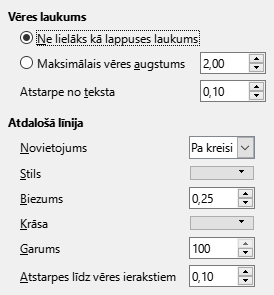 Vēres laukums
Ne lielāks kā lappuses laukums
Maksimālais vēres augstums 2,00
Atstarpe no teksta 0,10
Atdalošā līnija
Novietojums Pa kreisi
Stils
Biezums 0,25
Krāsa
Garums 100
Atstarpes līdz vēres ierakstiem 0,10